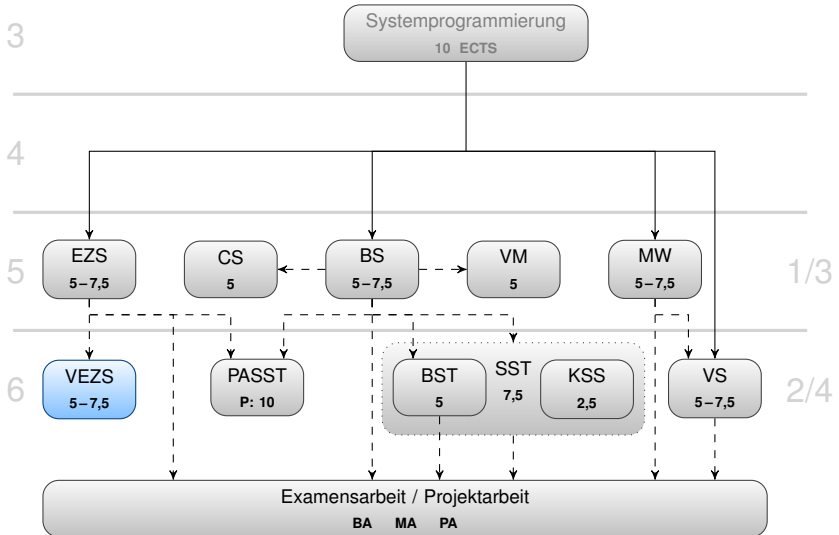 3
Systemprogrammierung
10 ECTS
4
5
EZS
5–7,5
CS
5
BS
5–7,5
VM
5
MW
5–7,5
1/3
6
VEZS
5–7,5
PASST
P: 10
BST
5
SST
7,5
KSS
2,5
VS
5–7,5
2/4
Examensarbeit / Projektarbeit
BA MA PA